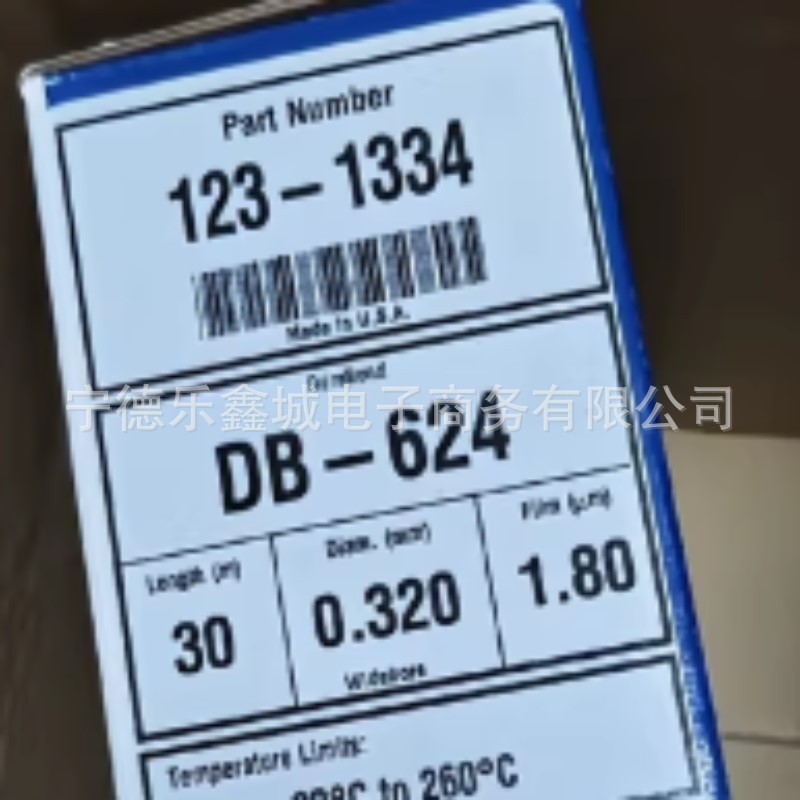 Part Number
123-1334
Made in U.S.A.
宁德乐鑫城电子商务有限公司
DB-624
Length (m)
Diam. (mm)
Film (μm)
30
0.320
1.80
Widebore
Temperature Limits:
to 260°C